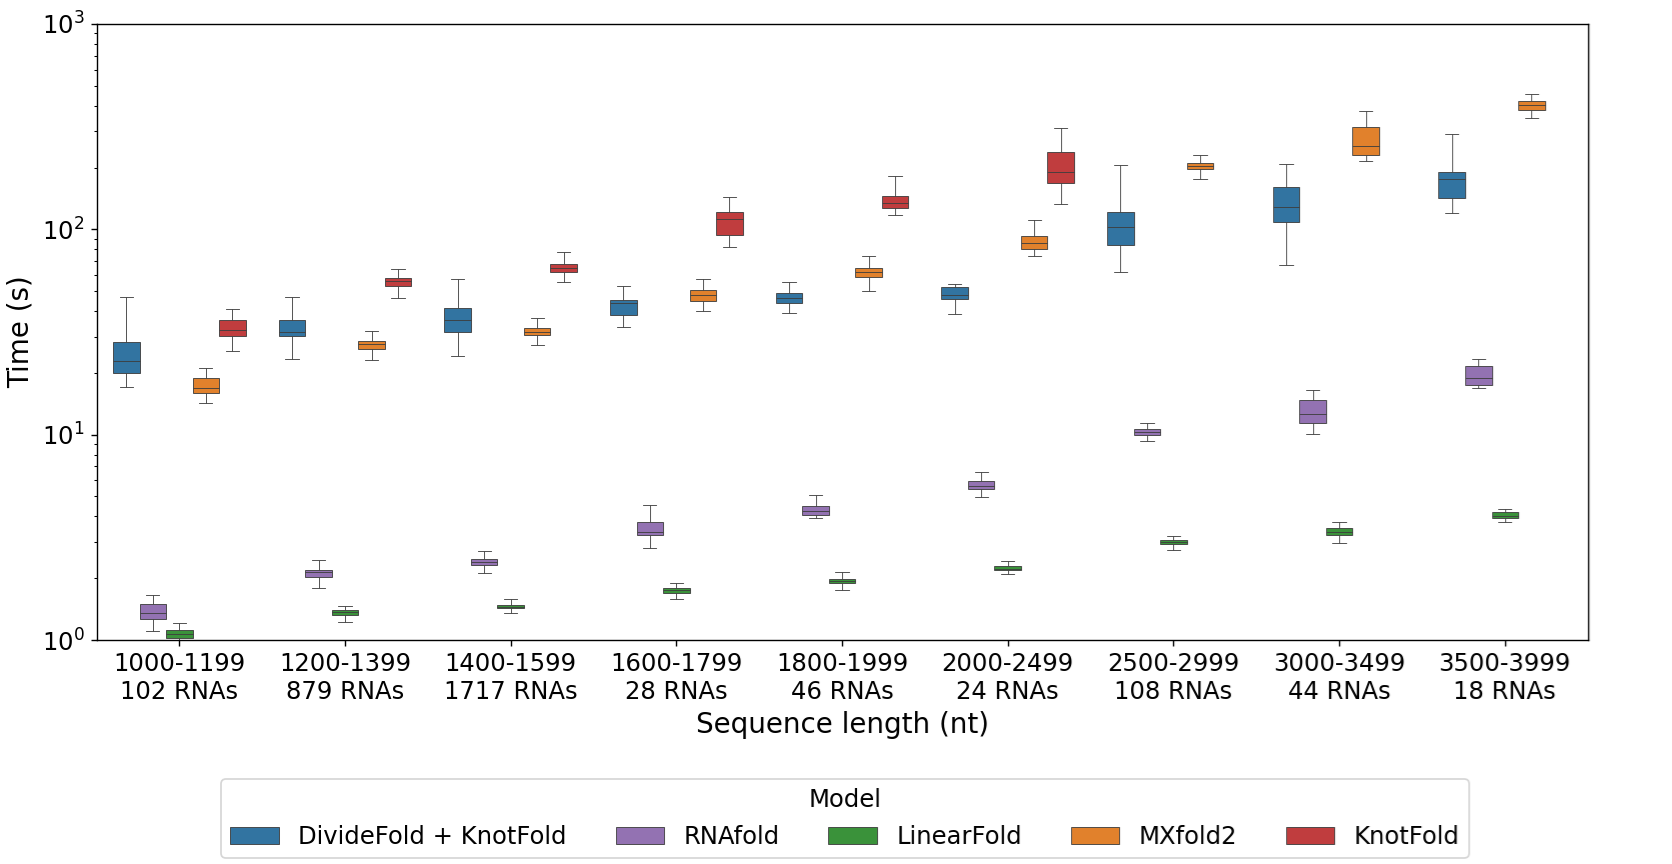 10³
10²
10¹
10⁰
Time (s)
1000-1199 1200-1399 1400-1599 1600-1799 1800-1999 2000-2499 2500-2999 3000-3499 3500-3999
102 RNAs 879 RNAs 1717 RNAs 28 RNAs 46 RNAs 24 RNAs 108 RNAs 44 RNAs 18 RNAs
Sequence length (nt)
Model
DivideFold + KnotFold RNAfold LinearFold MXfold2 KnotFold